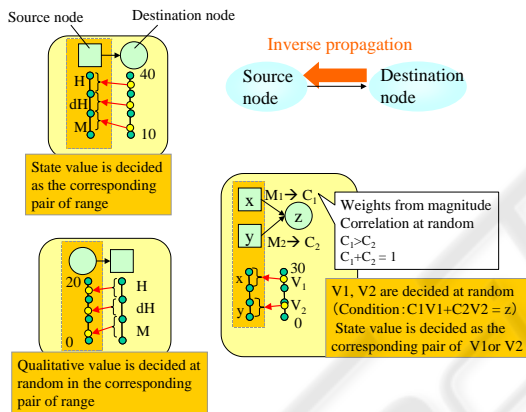 Source node
Destination node
H
dH
M
40
10
State value is decided
as the corresponding
pair of range
Inverse propagation
Source
node
Destination
node
20
0
H
dH
M
Qualitative value is decided at
random in the corresponding
pair of range
x
y
z
M1→ C1
M2→ C2
x
y
30
V1
V2
0
Weights from magnitude
Correlation at random
C1>C2
C1+C2 = 1
V1, V2 are decided at random
(Condition:C1V1+C2V2 = z)
State value is decided as the
corresponding pair of V1or V2